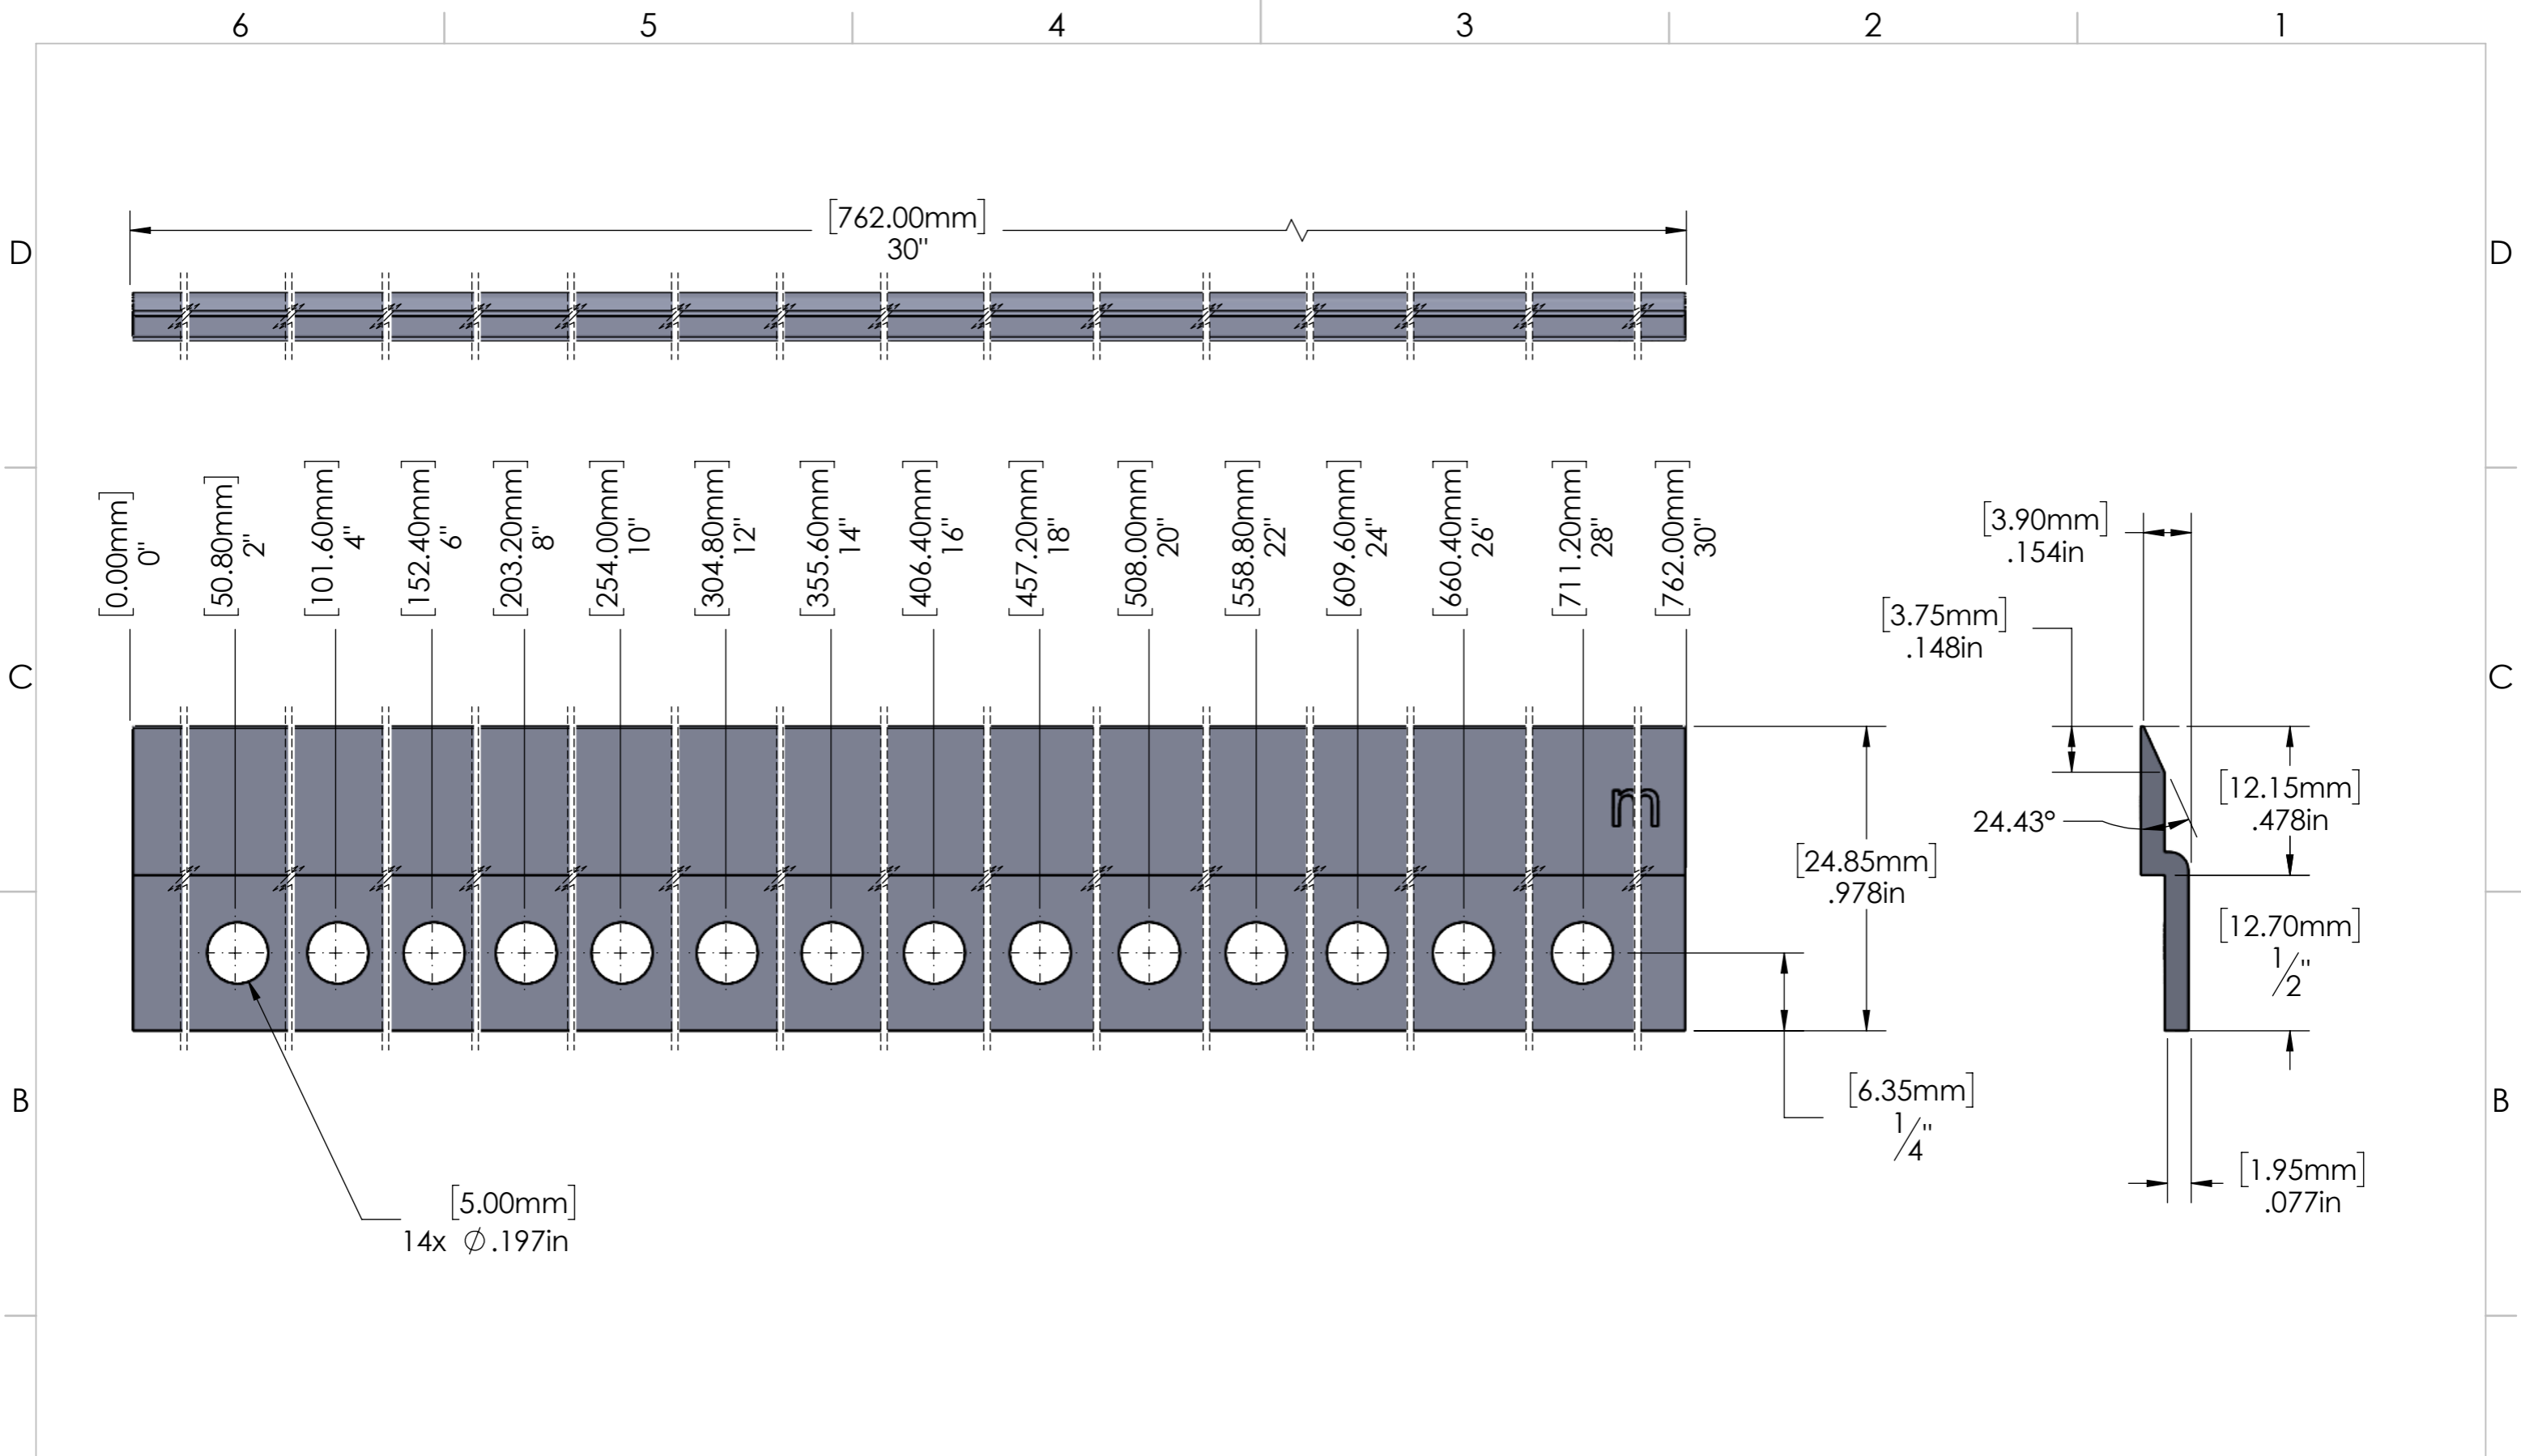 6 5 4 3 2 1
D D
[762.00mm]
30"
[0.00mm]
0"
[50.80mm]
2"
[101.60mm]
4"
[152.40mm]
6"
[203.20mm]
8"
[254.00mm]
10"
[304.80mm]
12"
[355.60mm]
14"
[406.40mm]
16"
[457.20mm]
18"
[508.00mm]
20"
[558.80mm]
22"
[609.60mm]
24"
[660.40mm]
26"
[711.20mm]
28"
[762.00mm]
30"
[3.90mm]
.154in
[3.75mm]
.148in
C C
m
[12.15mm]
.478in
24.43°
[24.85mm]
.978in
[12.70mm]
1/2"
[6.35mm]
1/4"
B B
[1.95mm]
.077in
[5.00mm]
14x ∅.197in